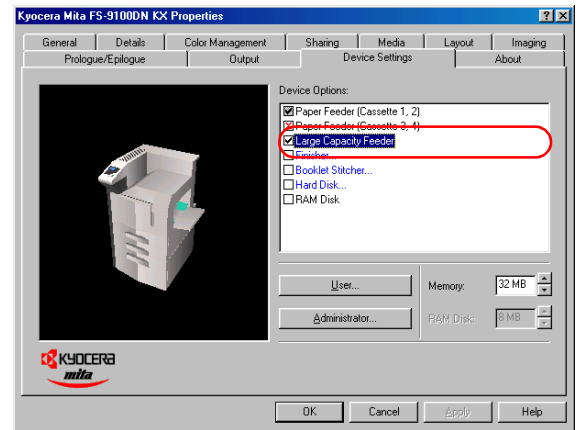 Kyocera Mita FS-9100DN KX Properties
General Details Color Management Sharing Media Layout Imaging
Prologue/Epilogue Output Device Settings About
Device Options:
Paper Feeder (Cassette 1, 2)
Paper Feeder (Cassette 3, 4)
Large Capacity Feeder
Finisher...
Booklet Stitcher...
Hard Disk...
RAM Disk
User... Memory: 32 MB
Administrator... RAM Disk: 8 MB
KYOCERA
mita
OK Cancel Apply Help